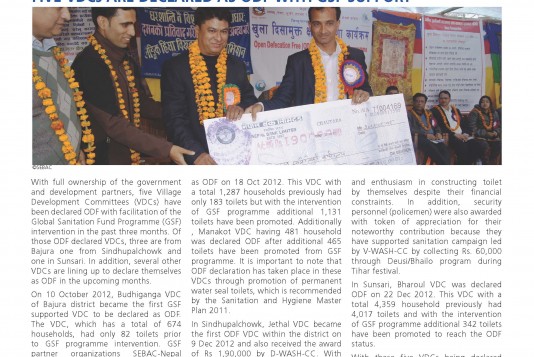 FIVE VDCS ARE DECLARED AS ODF WITH GSF SUPPORT
खुला दिसामुक्त
Open Defecation Free (ODF)
©SEBAC
With full ownership of the government
and development partners, five Village
Development Committees (VDCs) have
been declared ODF with facilitation of the
Global Sanitation Fund Programme (GSF)
intervention in the past three months. Of
those ODF declared VDCs, three are from
Bajura one from Sindhupalchowk and
one in Sunsari. In addition, several other
VDCs are lining up to declare themselves
as ODF in the upcoming months.
On 10 October 2012, Budhiganga VDC
of Bajura district became the first GSF
supported VDC to be declared as ODF.
The VDC, which has a total of 674
households, had only 82 toilets prior
to GSF programme intervention. GSF
partner organizations SEBAC-Nepal
as ODF on 18 Oct 2012. This VDC with
a total 1,287 households previously had
only 183 toilets but with the intervention
of GSF programme additional 1,131
toilets have been promoted. Additionally
, Manakot VDC having 481 household
was declared ODF after additional 465
toilets have been promoted from GSF
programme. It is important to note that
ODF declaration has taken place in these
VDCs through promotion of permanent
water seal toilets, which is recommended
by the Sanitation and Hygiene Master
Plan 2011.
In Sindhupalchowk, Jethal VDC became
the first ODF VDC within the district on
9 Dec 2012 and also received the award
of Rs 1,90,000 by D-WASH-CC. With
and enthusiasm in constructing toilet
by themselves despite their financial
constraints. In addition, security
personnel (policemen) were also awarded
with token of appreciation for their
noteworthy contribution because they
have supported sanitation campaign led
by V-WASH-CC by collecting Rs. 60,000
through Deusi/Bhailo program during
Tihar festival.
In Sunsari, Bharoul VDC was declared
ODF on 22 Dec 2012. This VDC with a
total 4,359 household previously had
4,017 toilets and with the intervention
of GSF programme additional 342 toilets
have been promoted to reach the ODF
status.
With these five VDCs being declared